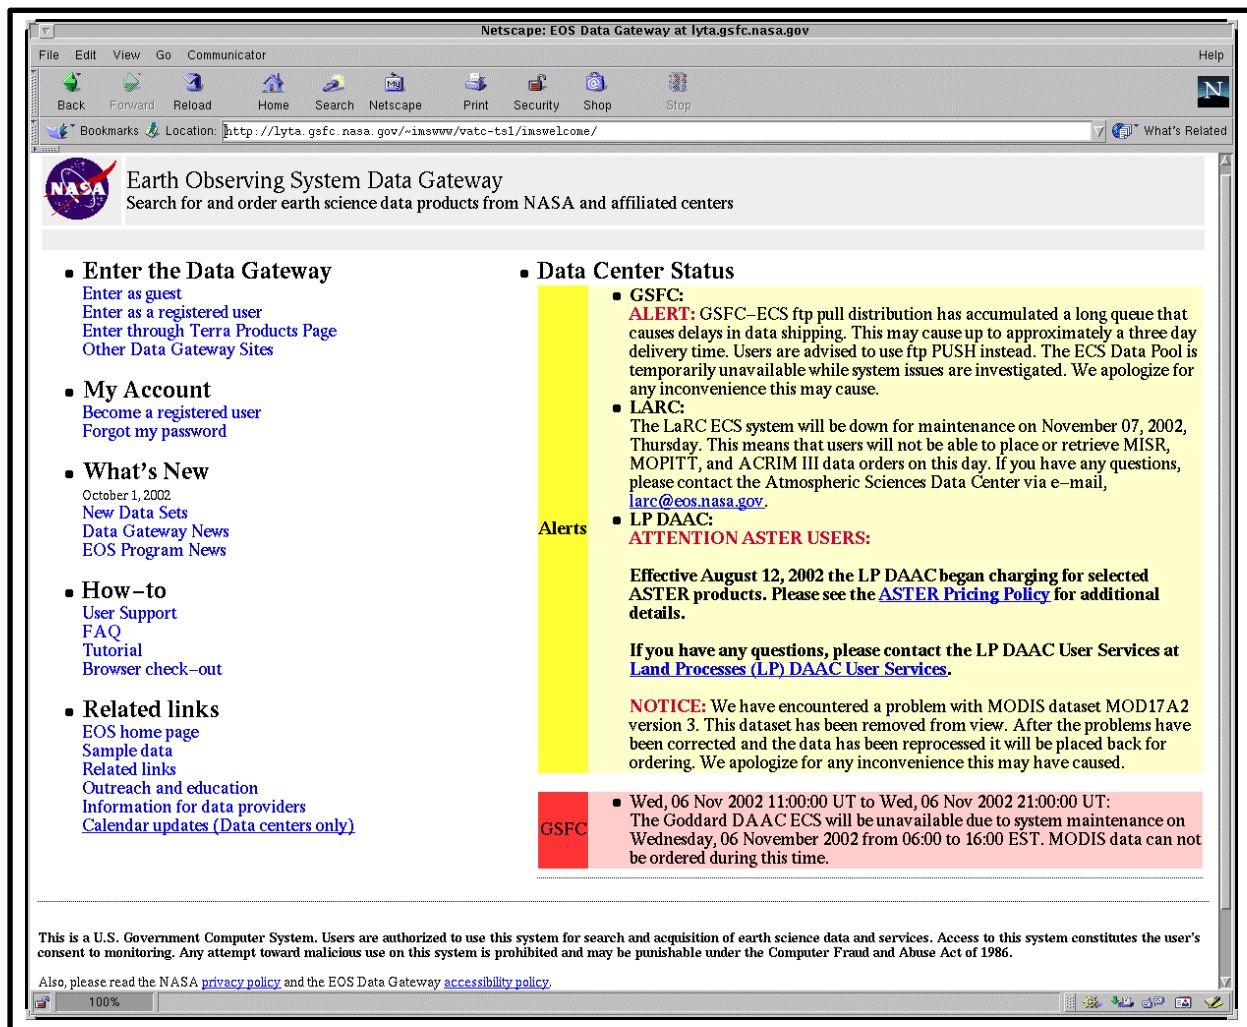 Netscape: EOS Data Gateway at lyta.gsfc.nasa.gov
File Edit View Go Communicator Help
Back Forward Reload Home Search Netscape Print Security Shop Stop
My
N
Bookmarks Location: http://lyta.gsfc.nasa.gov/~imswww/vatc-ts1/imswelcome/ What's Related
NASA
Earth Observing System Data Gateway
Search for and order earth science data products from NASA and affiliated centers
Enter the Data Gateway
Enter as guest
Enter as a registered user
Enter through Terra Products Page
Other Data Gateway Sites
My Account
Become a registered user
Forgot my password
What's New
October 1, 2002
New Data Sets
Data Gateway News
EOS Program News
How-to
User Support
FAQ
Tutorial
Browser check-out
Related links
EOS home page
Sample data
Related links
Outreach and education
Information for data providers
Calendar updates (Data centers only)
Data Center Status
Alerts
GSFC:
ALERT: GSFC-ECS ftp pull distribution has accumulated a long queue that
causes delays in data shipping. This may cause up to approximately a three day
delivery time. Users are advised to use ftp PUSH instead. The ECS Data Pool is
temporarily unavailable while system issues are investigated. We apologize for
any inconvenience this may cause.
LARC:
The LaRC ECS system will be down for maintenance on November 07, 2002,
Thursday. This means that users will not be able to place or retrieve MISR,
MOPITT, and ACRIM III data orders on this day. If you have any questions,
please contact the Atmospheric Sciences Data Center via e-mail,
larc@eos.nasa.gov.
LP DAAC:
ATTENTION ASTER USERS:
Effective August 12, 2002 the LP DAAC began charging for selected
ASTER products. Please see the ASTER Pricing Policy for additional
details.
If you have any questions, please contact the LP DAAC User Services at
Land Processes (LP) DAAC User Services.
NOTICE: We have encountered a problem with MODIS dataset MOD17A2
version 3. This dataset has been removed from view. After the problems have
been corrected and the data has been reprocessed it will be placed back for
ordering. We apologize for any inconvenience this may have caused.
GSFC
Wed, 06 Nov 2002 11:00:00 UT to Wed, 06 Nov 2002 21:00:00 UT:
The Goddard DAAC ECS will be unavailable due to system maintenance on
Wednesday, 06 November 2002 from 06:00 to 16:00 EST. MODIS data can not
be ordered during this time.
This is a U.S. Government Computer System. Users are authorized to use this system for search and acquisition of earth science data and services. Access to this system constitutes the user's
consent to monitoring. Any attempt toward malicious use on this system is prohibited and may be punishable under the Computer Fraud and Abuse Act of 1986.
Also, please read the NASA privacy policy and the EOS Data Gateway accessibility policy.
100%